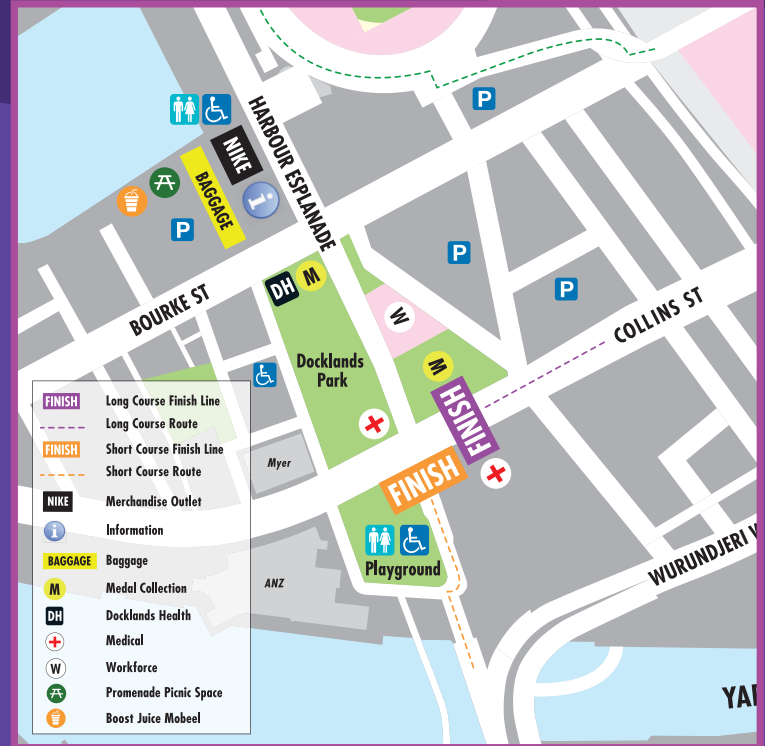 P
HARBOUR ESPLANADE
NIKE
BAGGAGE
i
P
P
P
BOURKE ST
DH
M
W
COLLINS ST
Docklands
Park
M
FINISH
FINISH
Myer
Playground
ANZ
WURUNDJERI
FINISH Long Course Finish Line
Long Course Route
FINISH Short Course Finish Line
Short Course Route
NIKE Merchandise Outlet
i Information
BAGGAGE Baggage
M Medal Collection
DH Docklands Health
Medical
W Workforce
Promenade Picnic Space
Boost Juice Mobeel